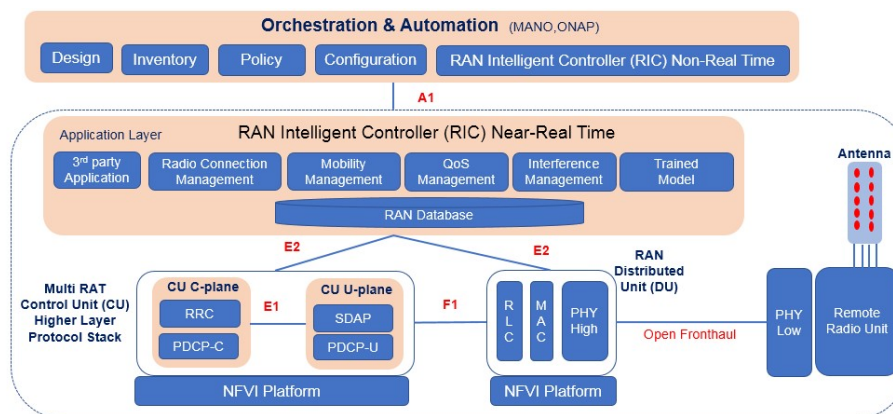 Orchestration & Automation (MANO,ONAP)
Design
Inventory
Policy
Configuration
RAN Intelligent Controller (RIC) Non-Real Time
A1
Application Layer
RAN Intelligent Controller (RIC) Near-Real Time
3rd party
Application
Radio Connection
Management
Mobility
Management
QoS
Management
Interference
Management
Trained
Model
RAN Database
Antenna
E2
E2
RAN
Distributed
Unit (DU)
Multi RAT
Control Unit (CU)
Higher Layer
Protocol Stack
CU C-plane
RRC
PDCP-C
E1
CU U-plane
SDAP
PDCP-U
F1
R
L
C
M
A
C
PHY
High
Open Fronthaul
PHY
Low
Remote
Radio Unit
NFVI Platform
NFVI Platform